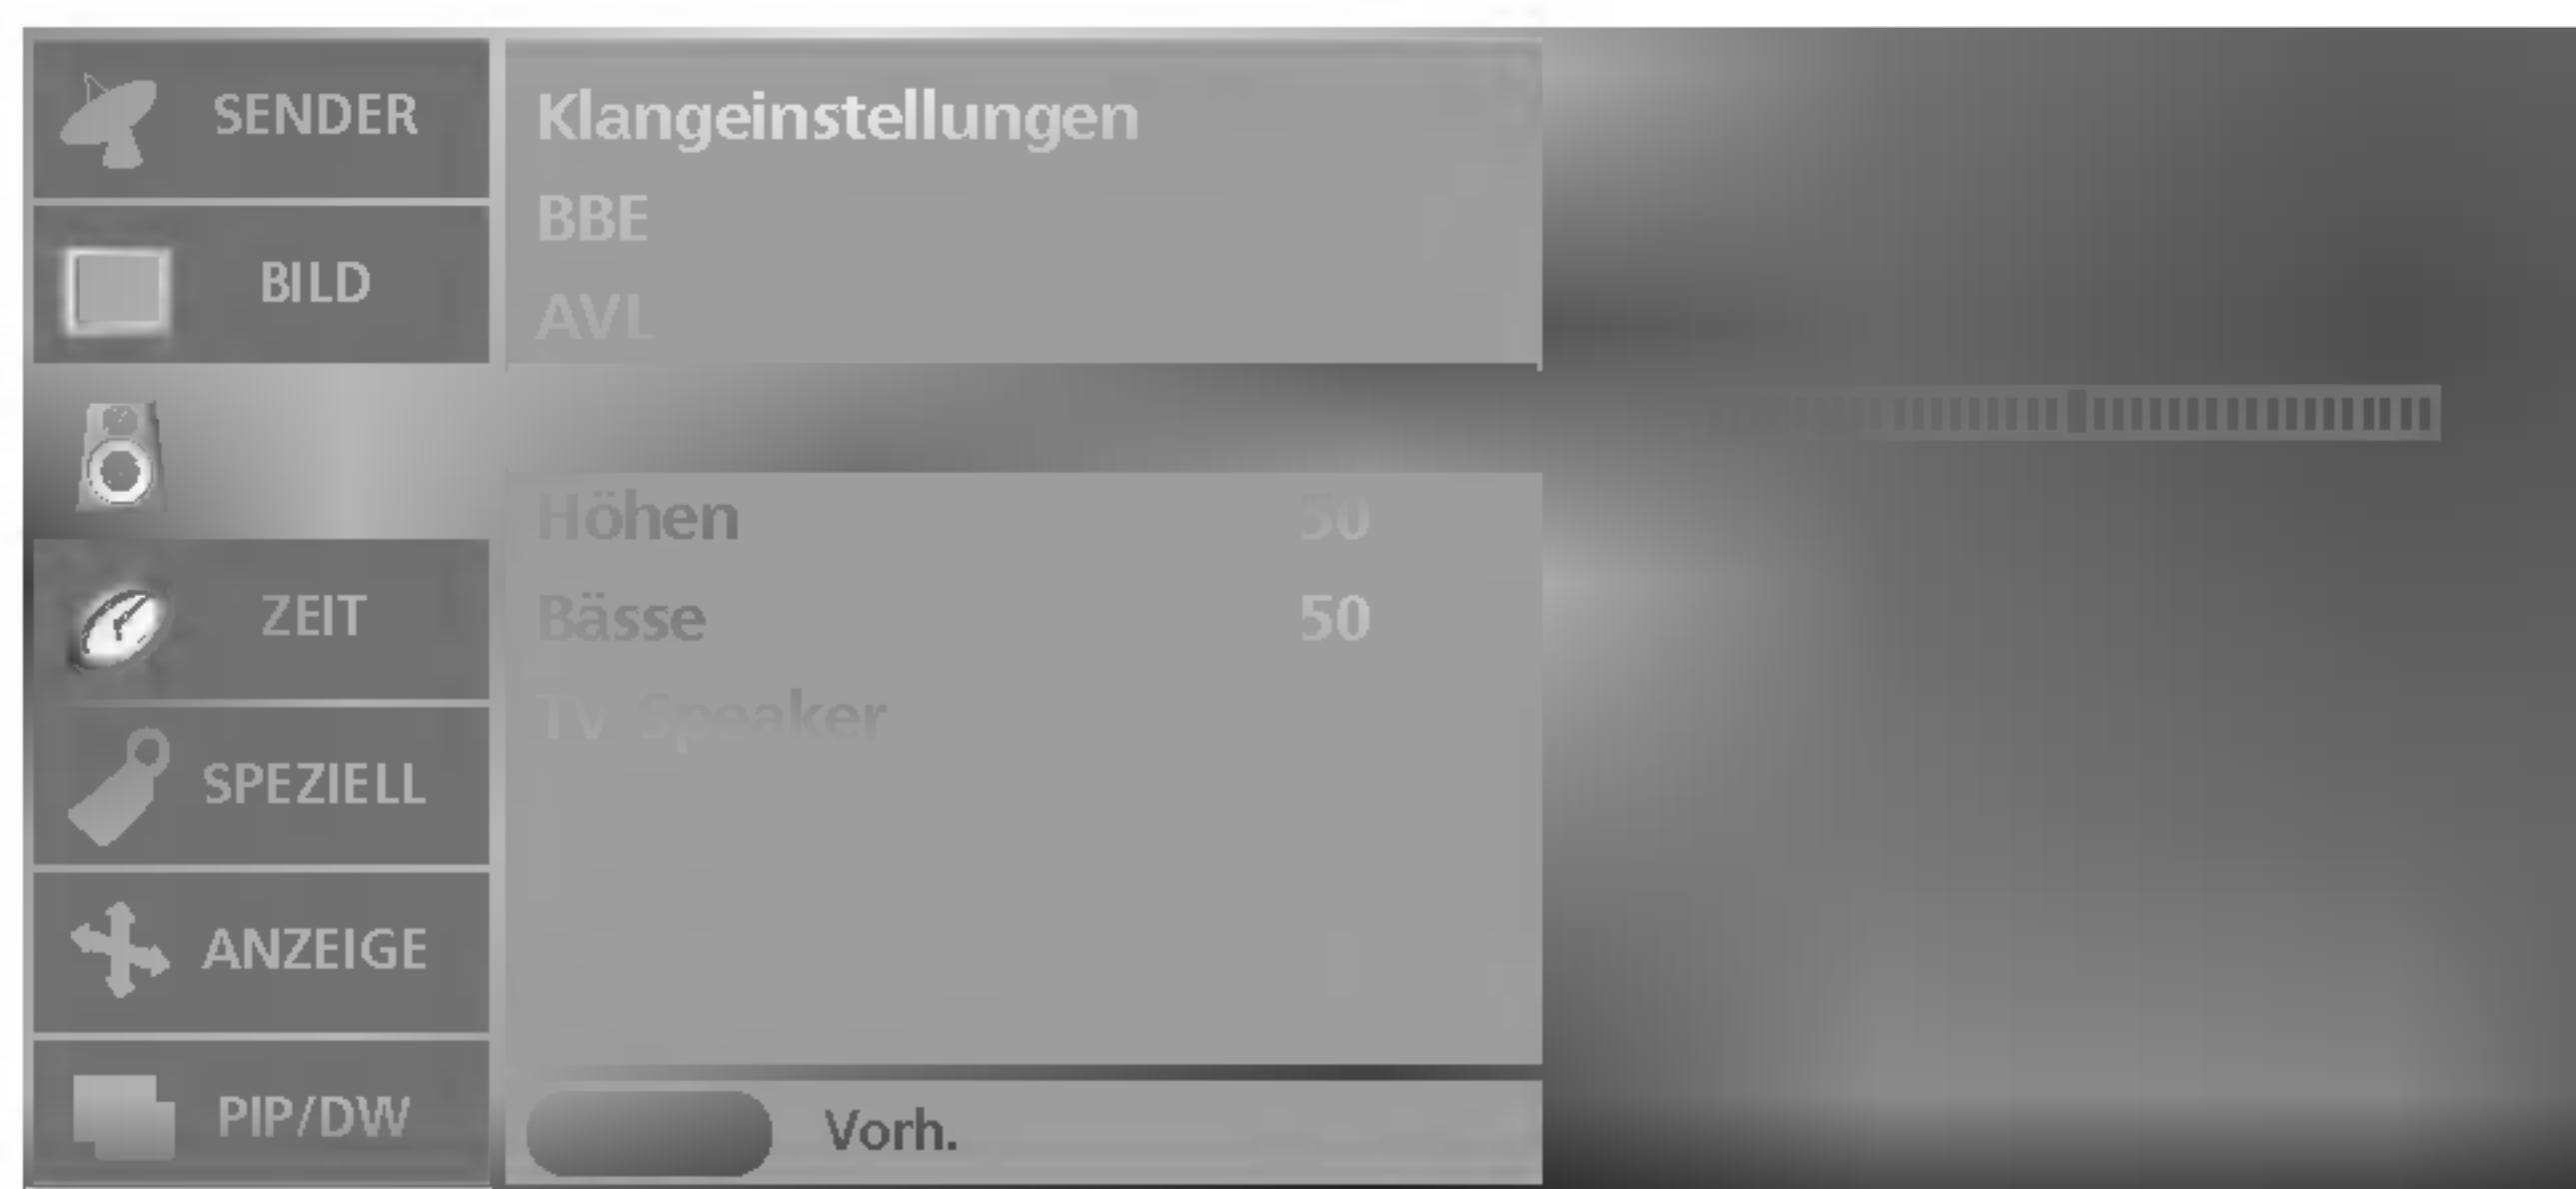 SENDER
BILD
ZEIT
SPEZIELL
ANZEIGE
PIP/DW
Klangeinstellungen
BBE
AVL
Höhen 50
Bässe 50
TV Speaker
Vorh.